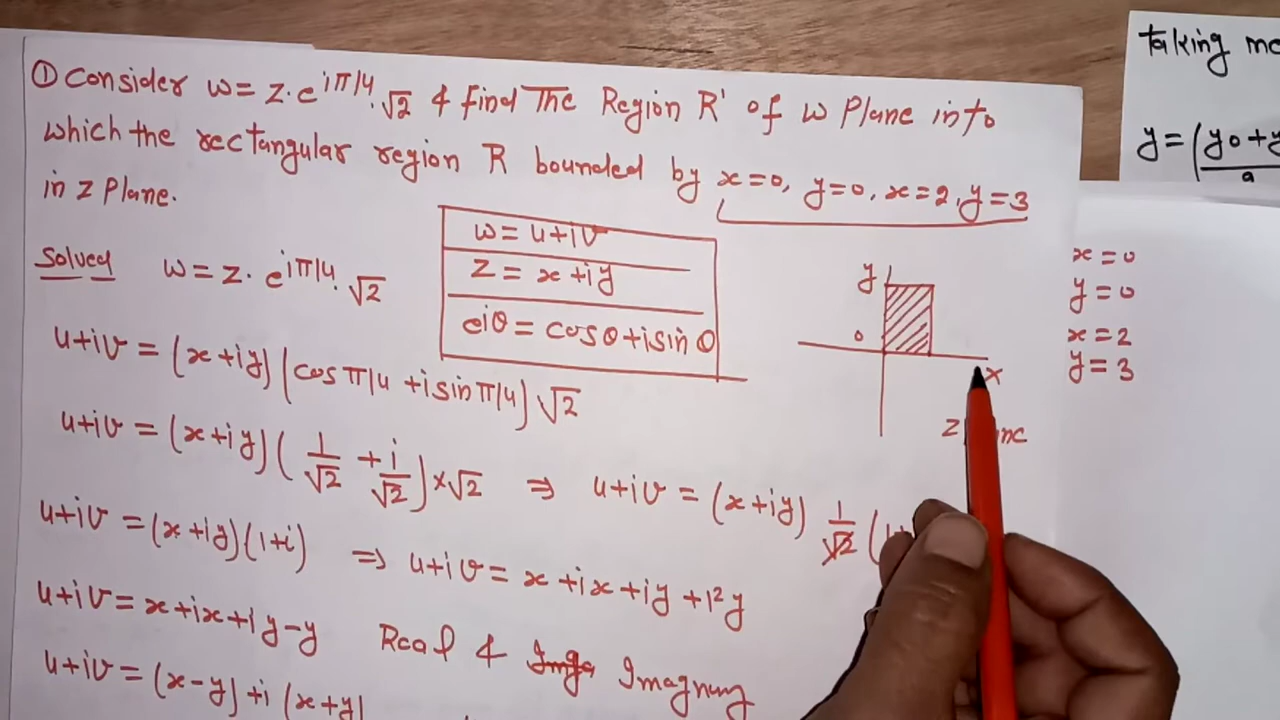 ① Consider w = z·e^{iπ/4}·√2 & find The Region R' of w Plane into
which the rectangular region R bounded by x=0, y=0, x=2, y=3
in z Plane.
Solved w = z· e^{iπ/4}·√2
w = u+iv
z = x+iy
eiθ = cosθ+isin θ
u+iv = (x+iy) (cos π/4 + i sin π/4) √2
u+iv = (x+iy) ( 1/√2 + i/√2 ) ×√2 ⇒ u+iv = (x+iy) 1/√2 (1+
u+iv = (x+iy)(1+i) ⇒ u+iv = x+ix+iy+i²y
u+iv = x+ix+iy-y Real & Imagnary
u+iv = (x-y)+i (x+y)
y
o
x
x=0
y=0
x=2
y=3
Taking
y = (y0+y